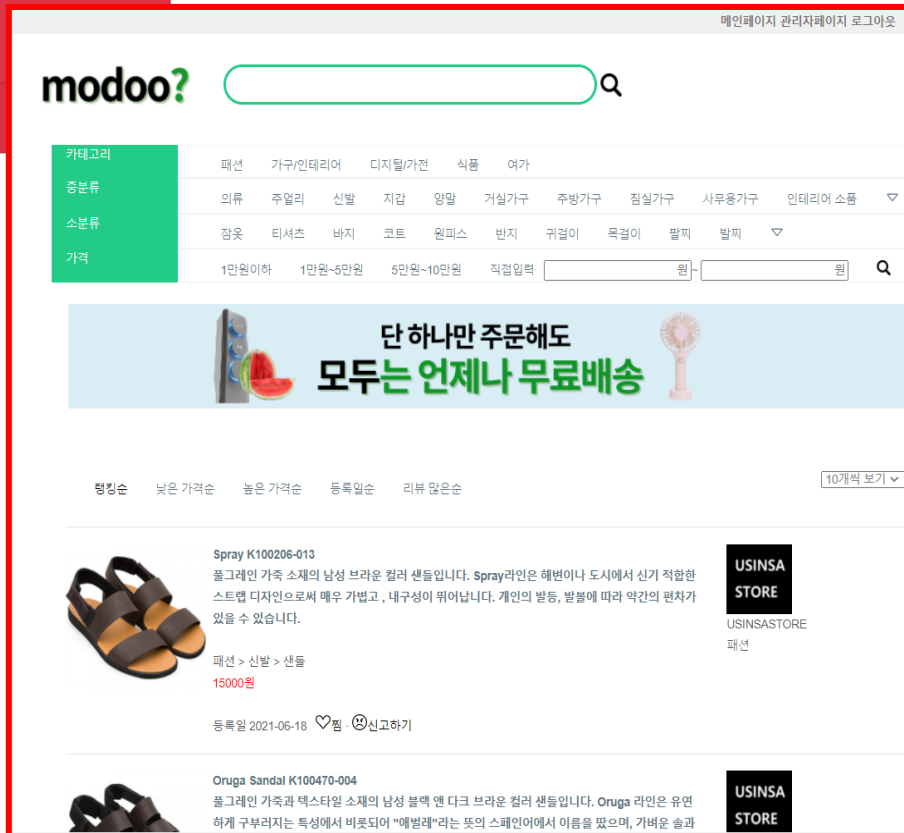 메인페이지 관리자페이지 로그아웃
modoo?
카테고리 패션 가구/인테리어 디지털/가전 식품 여가
중분류 의류 주얼리 신발 지갑 양말 거실가구 주방가구 침실가구 사무용가구 인테리어 소품 ▽
소분류 잠옷 티셔츠 바지 코트 원피스 반지 귀걸이 목걸이 팔찌 발찌 ▽
가격 1만원이하 1만원~5만원 5만원~10만원 직접입력 원 ~ 원
단 하나만 주문해도
모두는 언제나 무료배송
랭킹순 낮은 가격순 높은 가격순 등록일순 리뷰 많은순 10개씩 보기
Spray K100206-013
풀그레인 가죽 소재의 남성 브라운 컬러 샌들입니다. Spray라인은 해변이나 도시에서 신기 적합한
스트랩 디자인으로써 매우 가볍고 , 내구성이 뛰어납니다. 개인의 발등, 발볼에 따라 약간의 편차가
있을 수 있습니다.
패션 > 신발 > 샌들
15000원
등록일 2021-06-18 ♡찜 · 신고하기
USINSA
STORE
USINSASTORE
패션
Oruga Sandal K100470-004
풀그레인 가죽과 텍스타일 소재의 남성 블랙 앤 다크 브라운 컬러 샌들입니다. Oruga 라인은 유연
하게 구부러지는 특성에서 비롯되어 "애벌레"라는 뜻의 스페인어에서 이름을 땄으며, 가벼운 솔과
USINSA
STORE